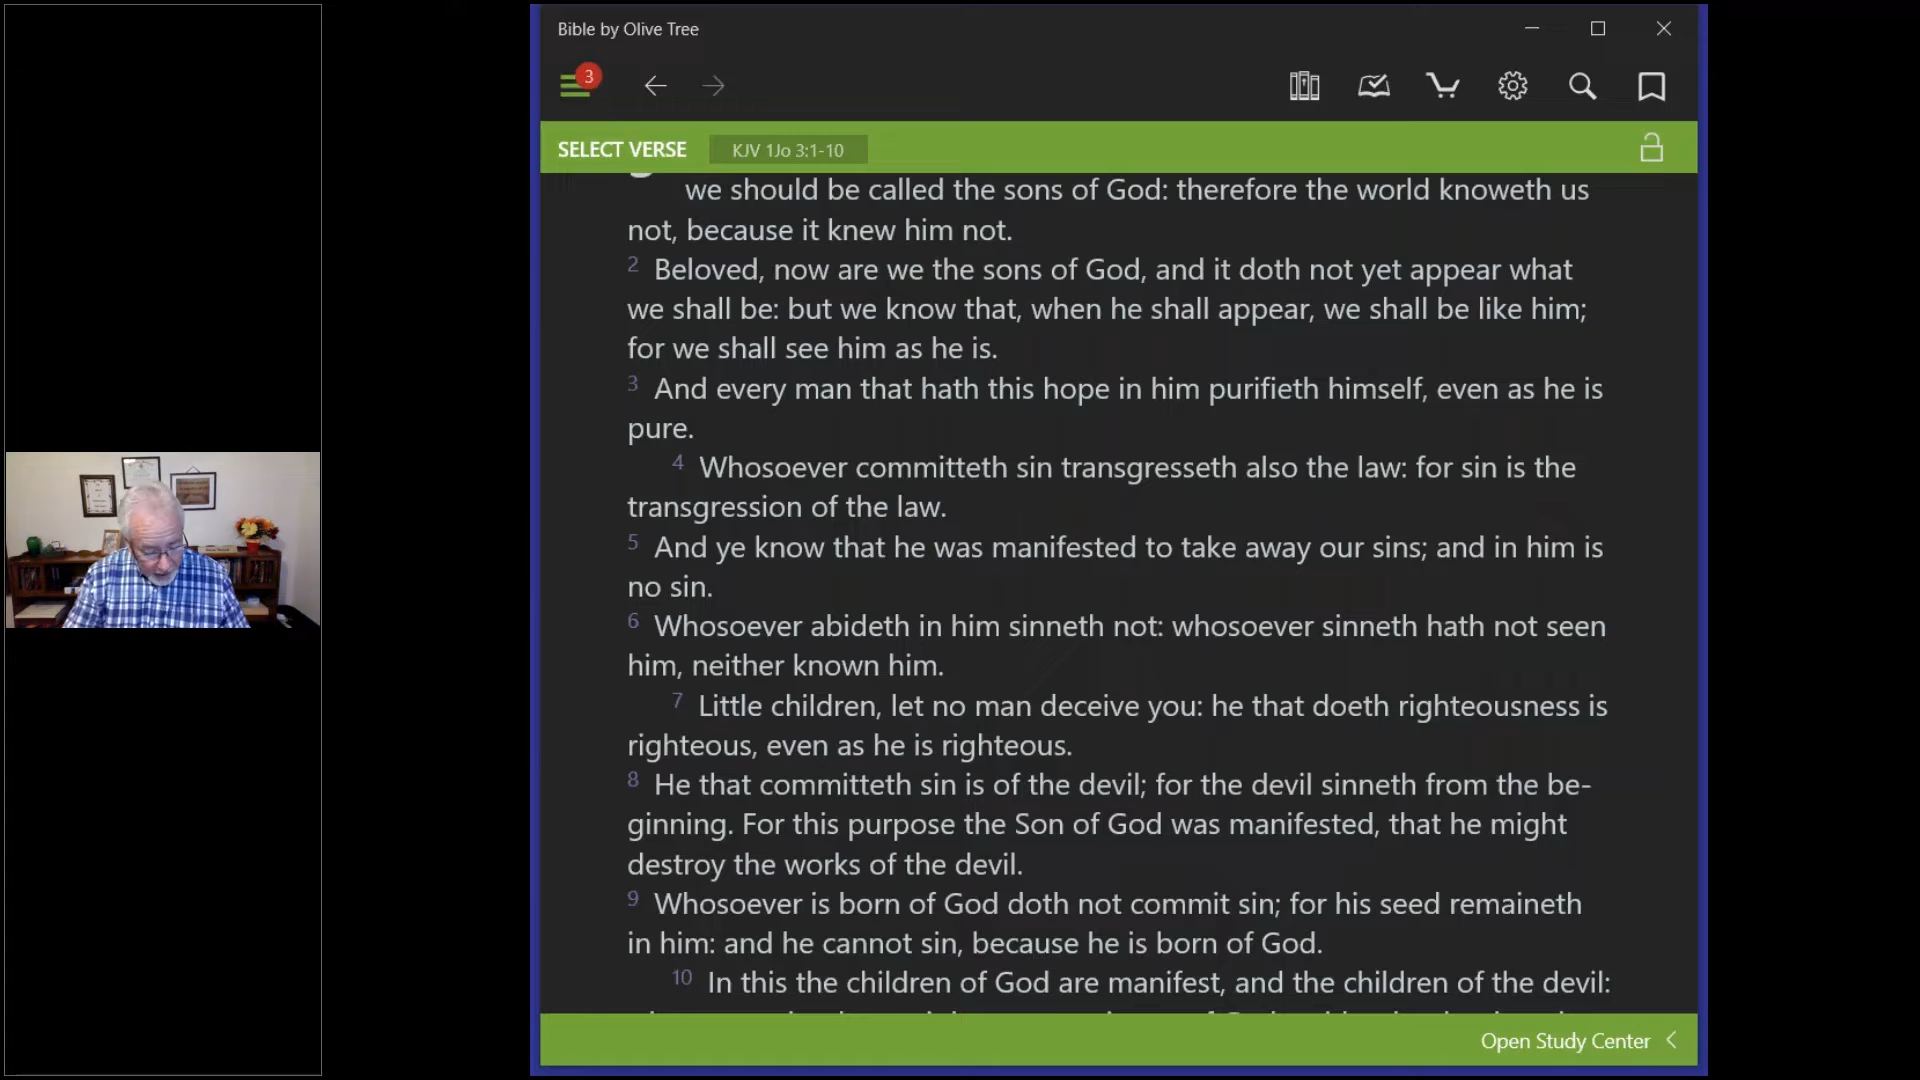 Bible by Olive Tree
3
SELECT VERSE KJV 1Jo 3:1-10
we should be called the sons of God: therefore the world knoweth us
not, because it knew him not.
2 Beloved, now are we the sons of God, and it doth not yet appear what
we shall be: but we know that, when he shall appear, we shall be like him;
for we shall see him as he is.
3 And every man that hath this hope in him purifieth himself, even as he is
pure.
4 Whosoever committeth sin transgresseth also the law: for sin is the
transgression of the law.
5 And ye know that he was manifested to take away our sins; and in him is
no sin.
6 Whosoever abideth in him sinneth not: whosoever sinneth hath not seen
him, neither known him.
7 Little children, let no man deceive you: he that doeth righteousness is
righteous, even as he is righteous.
8 He that committeth sin is of the devil; for the devil sinneth from the be-
ginning. For this purpose the Son of God was manifested, that he might
destroy the works of the devil.
9 Whosoever is born of God doth not commit sin; for his seed remaineth
in him: and he cannot sin, because he is born of God.
10 In this the children of God are manifest, and the children of the devil:
Open Study Center